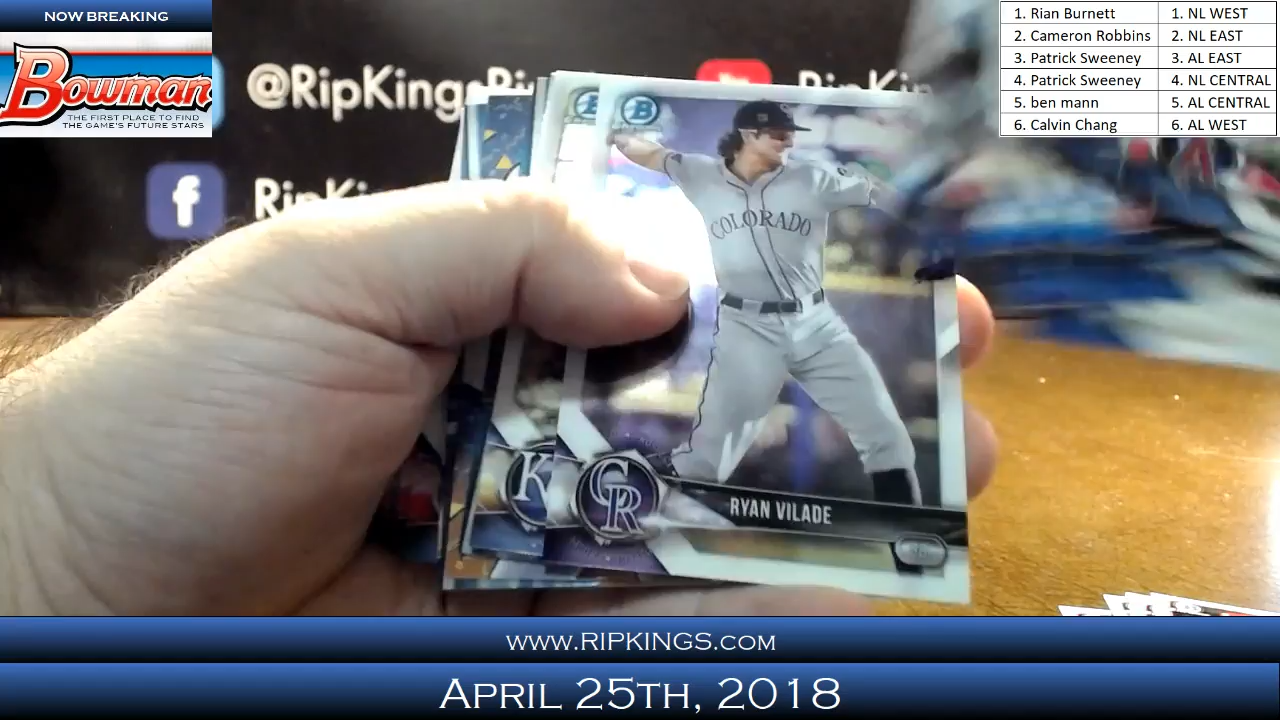 NOW BREAKING
Bowman
THE FIRST PLACE TO FIND
THE GAME'S FUTURE STARS
@RipKings
RipKin
1. Rian Burnett 1. NL WEST
2. Cameron Robbins 2. NL EAST
3. Patrick Sweeney 3. AL EAST
4. Patrick Sweeney 4. NL CENTRAL
5. ben mann 5. AL CENTRAL
6. Calvin Chang 6. AL WEST
COLORADO
CR
RYAN VILADE
WWW.RIPKINGS.COM
APRIL 25TH, 2018